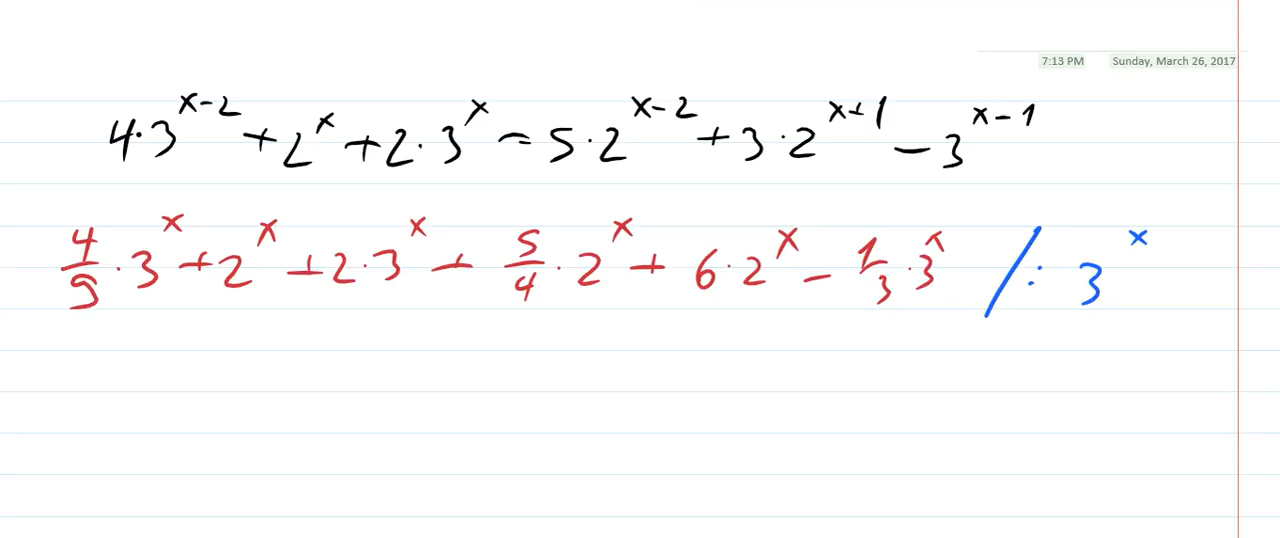 7:13 PM Sunday, March 26, 2017
4·3^{x-2} + 2^x + 2·3^x = 5·2^{x-2} + 3·2^{x+1} - 3^{x-1}
4/9 · 3^x + 2^x + 2·3^x + 5/4 · 2^x + 6·2^x - 1/3 · 3^x /: 3^x